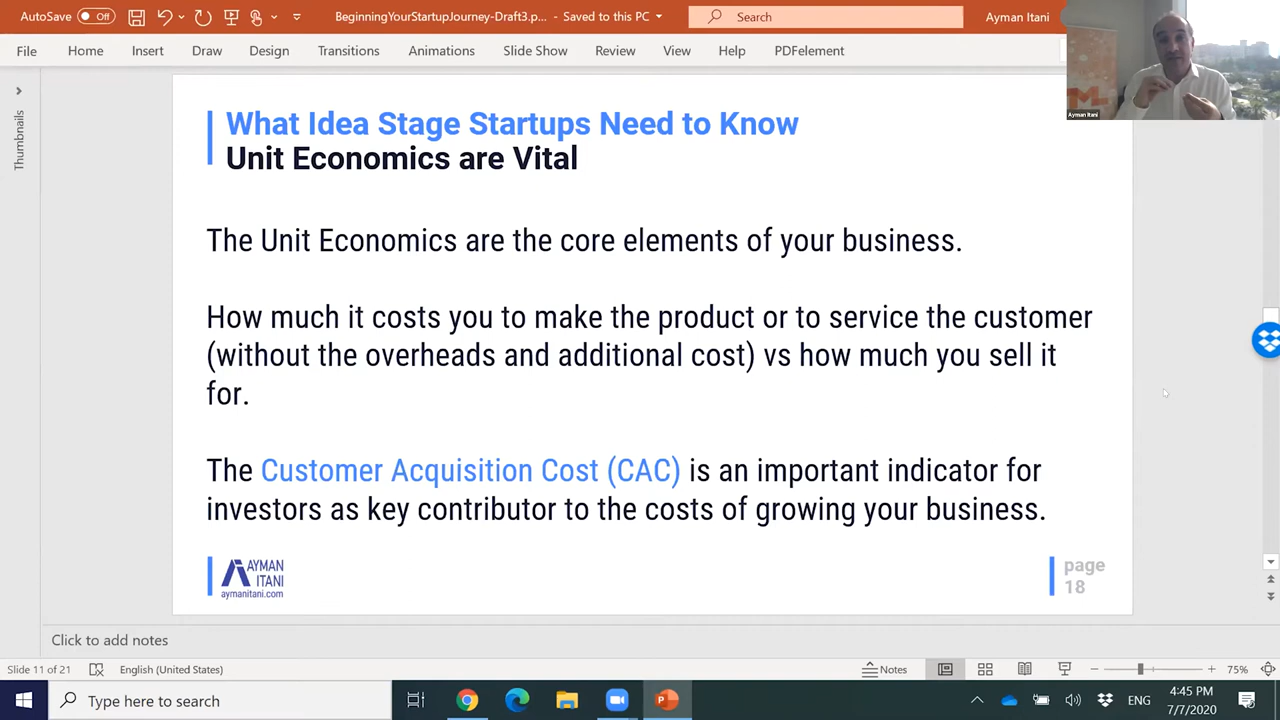 AutoSave Off BeginningYourStartupJourney-Draft3.p... – Saved to this PC Search Ayman Itani
File Home Insert Draw Design Transitions Animations Slide Show Review View Help PDFelement
Ayman Itani
Thumbnails
What Idea Stage Startups Need to Know
Unit Economics are Vital
The Unit Economics are the core elements of your business.
How much it costs you to make the product or to service the customer
(without the overheads and additional cost) vs how much you sell it
for.
The Customer Acquisition Cost (CAC) is an important indicator for
investors as key contributor to the costs of growing your business.
AYMAN
ITANI
aymanitani.com
page
18
Click to add notes
Slide 11 of 21 English (United States) Notes 75%
Type here to search ENG 4:45 PM
7/7/2020